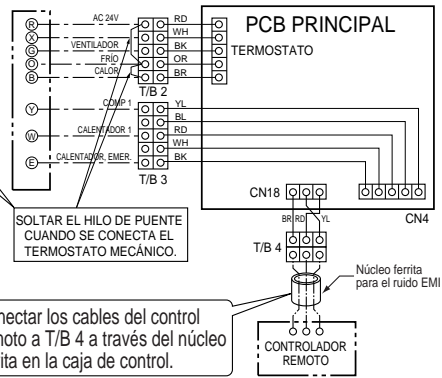 R
X
G
O
B
Y
W
E
AC 24V
VENTILADOR
FRÍO
CALOR
COMP 1
CALENTADOR 1
CALENTADOR, EMER.
RD
WH
BK
OR
BR
T/B 2
YL
BL
RD
WH
BK
T/B 3
PCB PRINCIPAL
TERMOSTATO
CN18
CN4
BR RD YL
T/B 4
SOLTAR EL HILO DE PUENTE
CUANDO SE CONECTA EL
TERMOSTATO MECÁNICO.
Núcleo ferrita
para el ruido EMI
nectar los cables del control
noto a T/B 4 a través del núcleo
rita en la caja de control.
CONTROLADOR
REMOTO